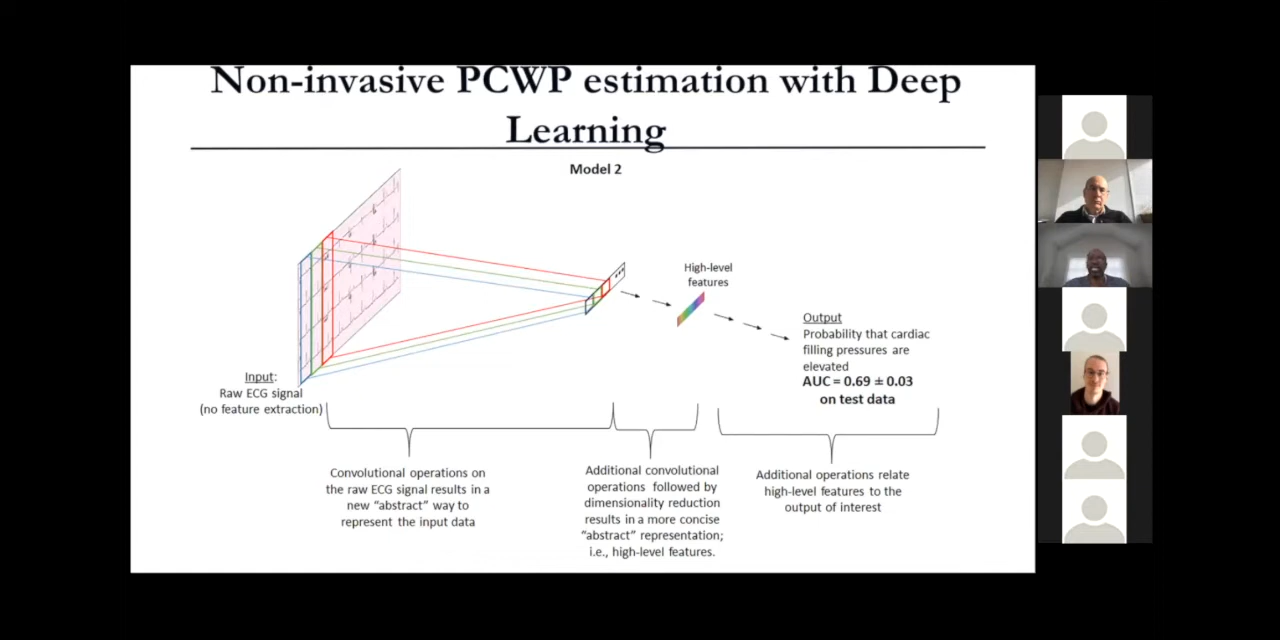 Non-invasive PCWP estimation with Deep
Learning
Model 2
High-level
features
Output
Probability that cardiac
filling pressures are
elevated
AUC = 0.69 ± 0.03
on test data
Input:
Raw ECG signal
(no feature extraction)
Convolutional operations on
the raw ECG signal results in a
new “abstract” way to
represent the input data
Additional convolutional
operations followed by
dimensionality reduction
results in a more concise
“abstract” representation;
i.e., high-level features.
Additional operations relate
high-level features to the
output of interest